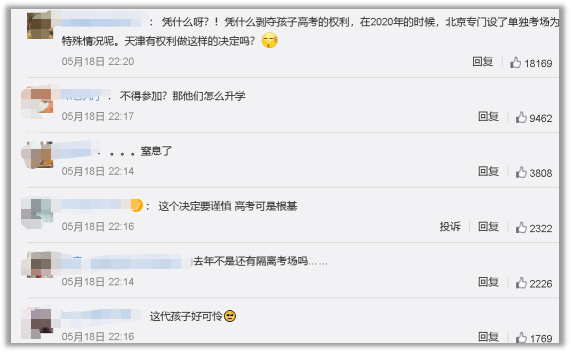 ： 凭什么呀？！凭什么剥夺孩子高考的权利，在2020年的时候，北京专门设了单独考场为
特殊情况呢。天津有权利做这样的决定吗？
05月18日 22:20
回复 18169
： 不得参加？那他们怎么升学
05月18日 22:17
回复 9462
。。。窒息了
05月18日 22:14
回复 3808
： 这个决定要谨慎 高考可是根基
05月18日 22:16
投诉 回复 2322
去年不是还有隔离考场吗……
05月18日 22:14
回复 2226
这代孩子好可怜
05月18日 22:16
回复 1769